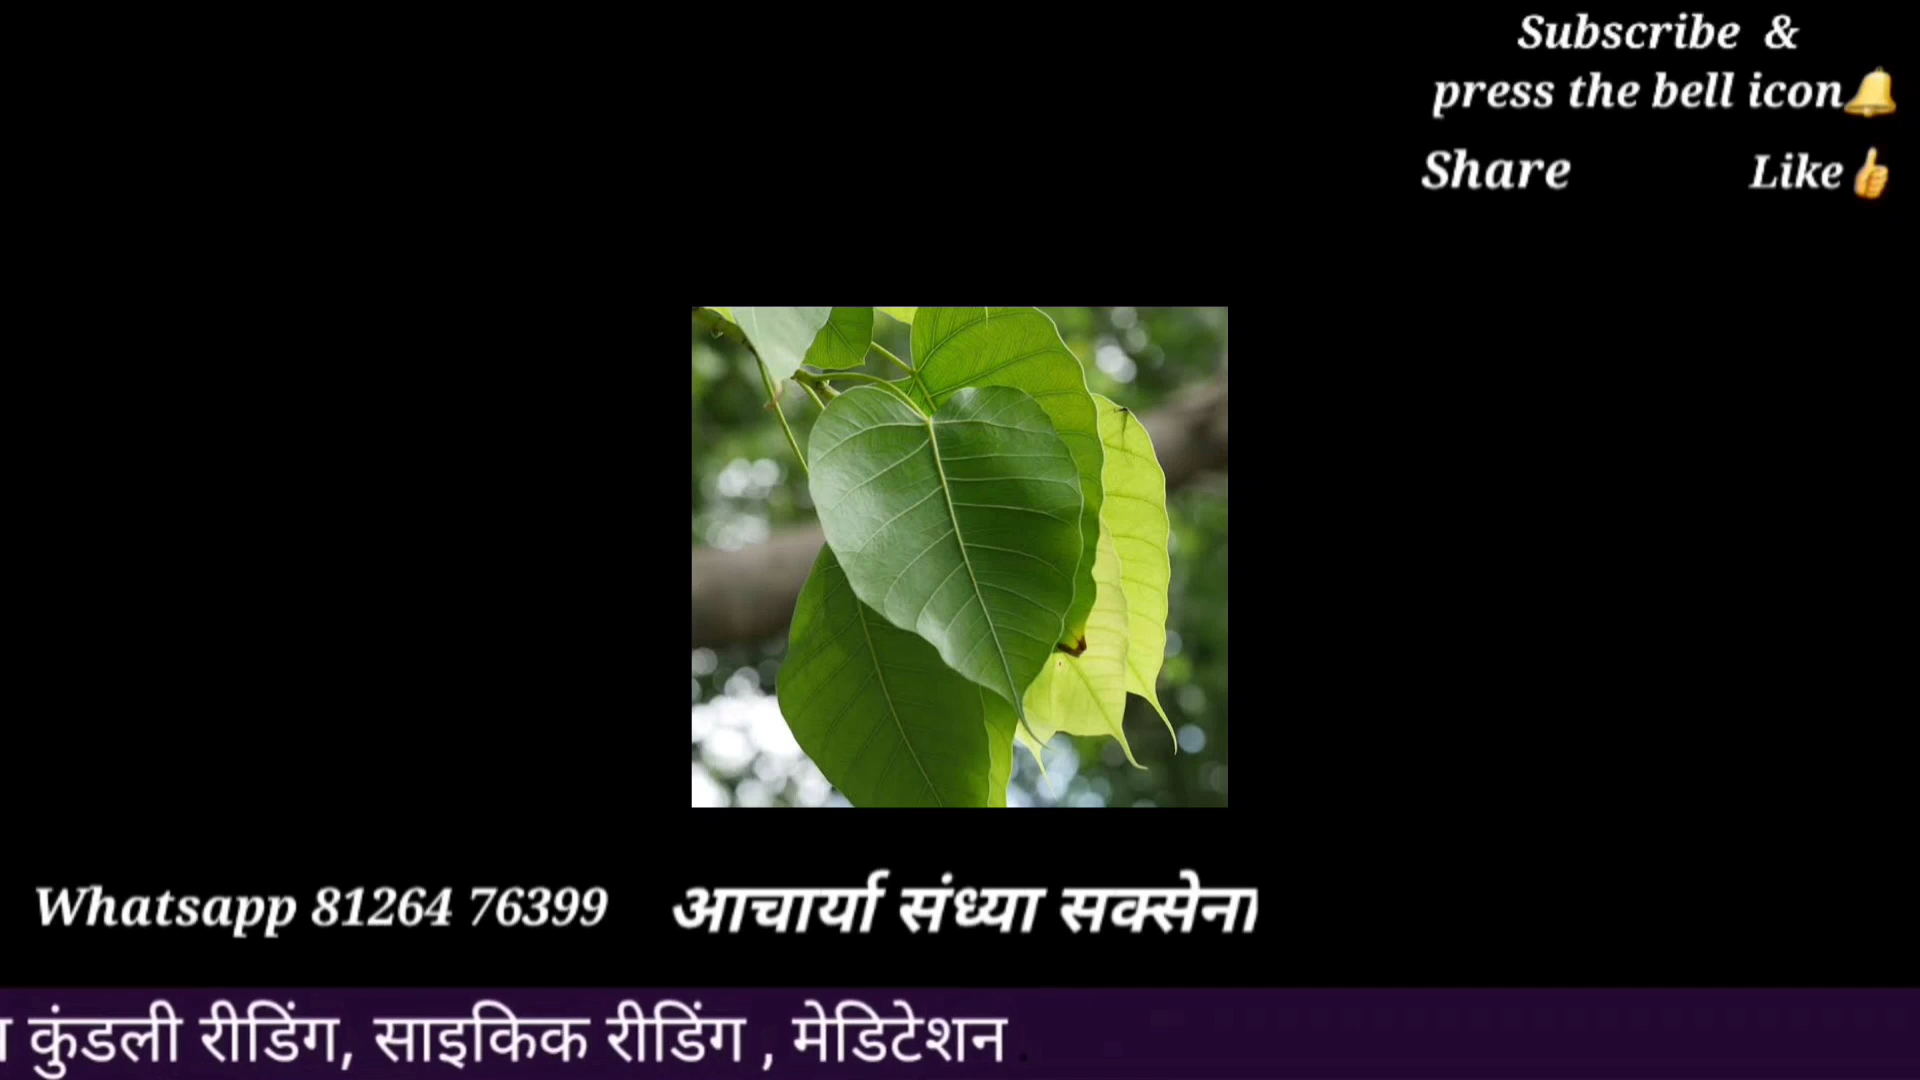 Subscribe &
press the bell icon🔔
Share Like👍
Whatsapp 81264 76399 आचार्या संध्या सक्सेना
कुंडली रीडिंग, साइकिक रीडिंग , मेडिटेशन